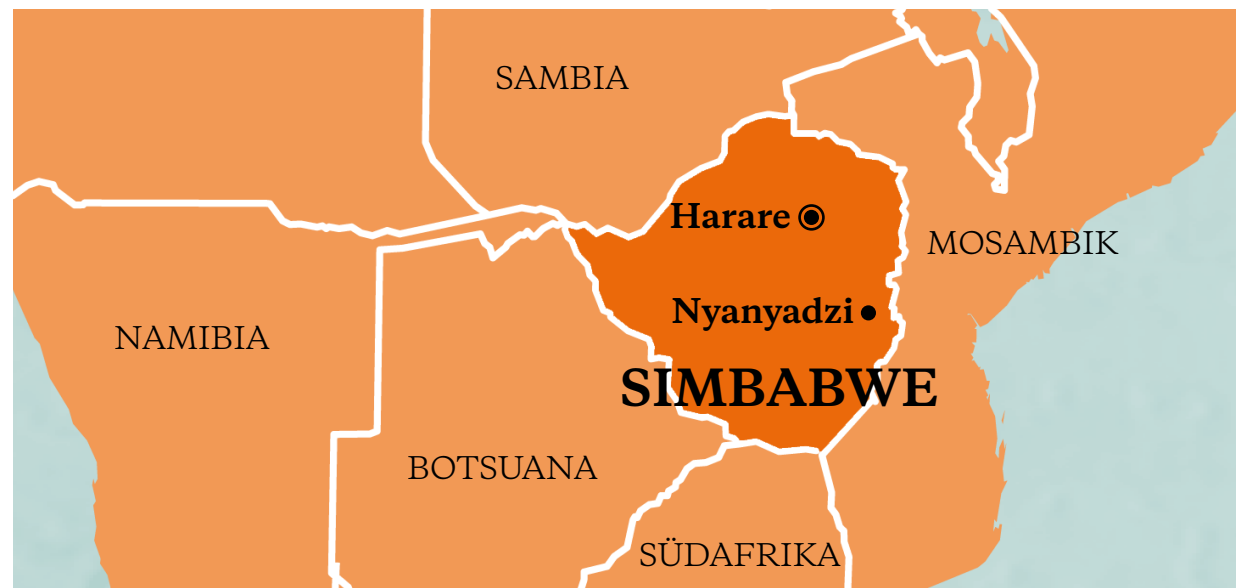 SAMBIA
Harare
MOSAMBIK
Nyanyadzi
NAMIBIA
SIMBABWE
BOTSUANA
SÜDAFRIKA